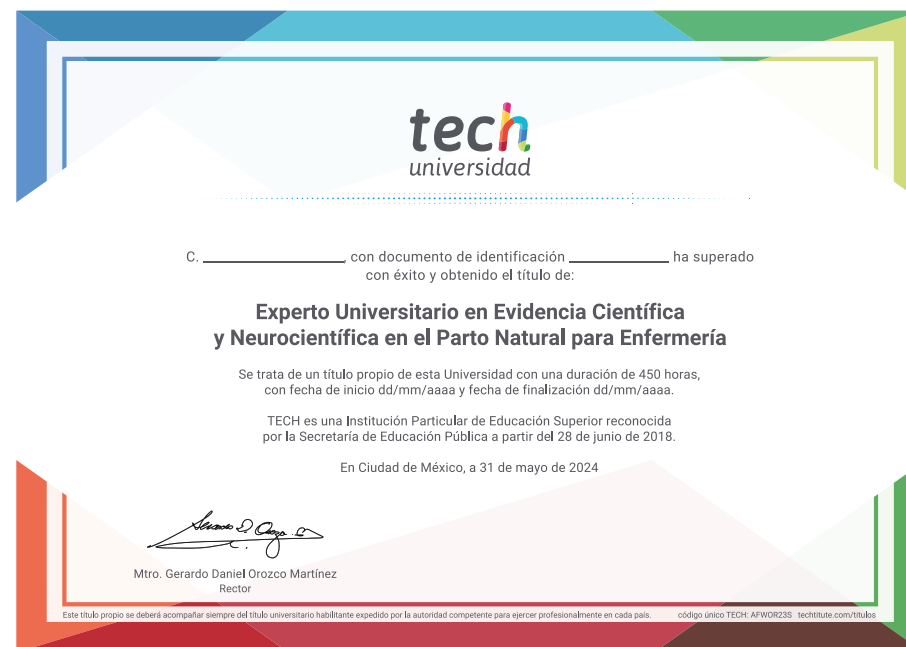 tech
universidad
C. ____________________, con documento de identificación ______________ ha superado
con éxito y obtenido el título de:
Experto Universitario en Evidencia Científica
y Neurocientífica en el Parto Natural para Enfermería
Se trata de un título propio de esta Universidad con una duración de 450 horas,
con fecha de inicio dd/mm/aaaa y fecha de finalización dd/mm/aaaa.
TECH es una Institución Particular de Educación Superior reconocida
por la Secretaría de Educación Pública a partir del 28 de junio de 2018.
En Ciudad de México, a 31 de mayo de 2024
Mtro. Gerardo Daniel Orozco Martínez
Rector
Este título propio se deberá acompañar siempre del título universitario habilitante expedido por la autoridad competente para ejercer profesionalmente en cada país. código único TECH: AFWOR23S techtitute.com/titulos